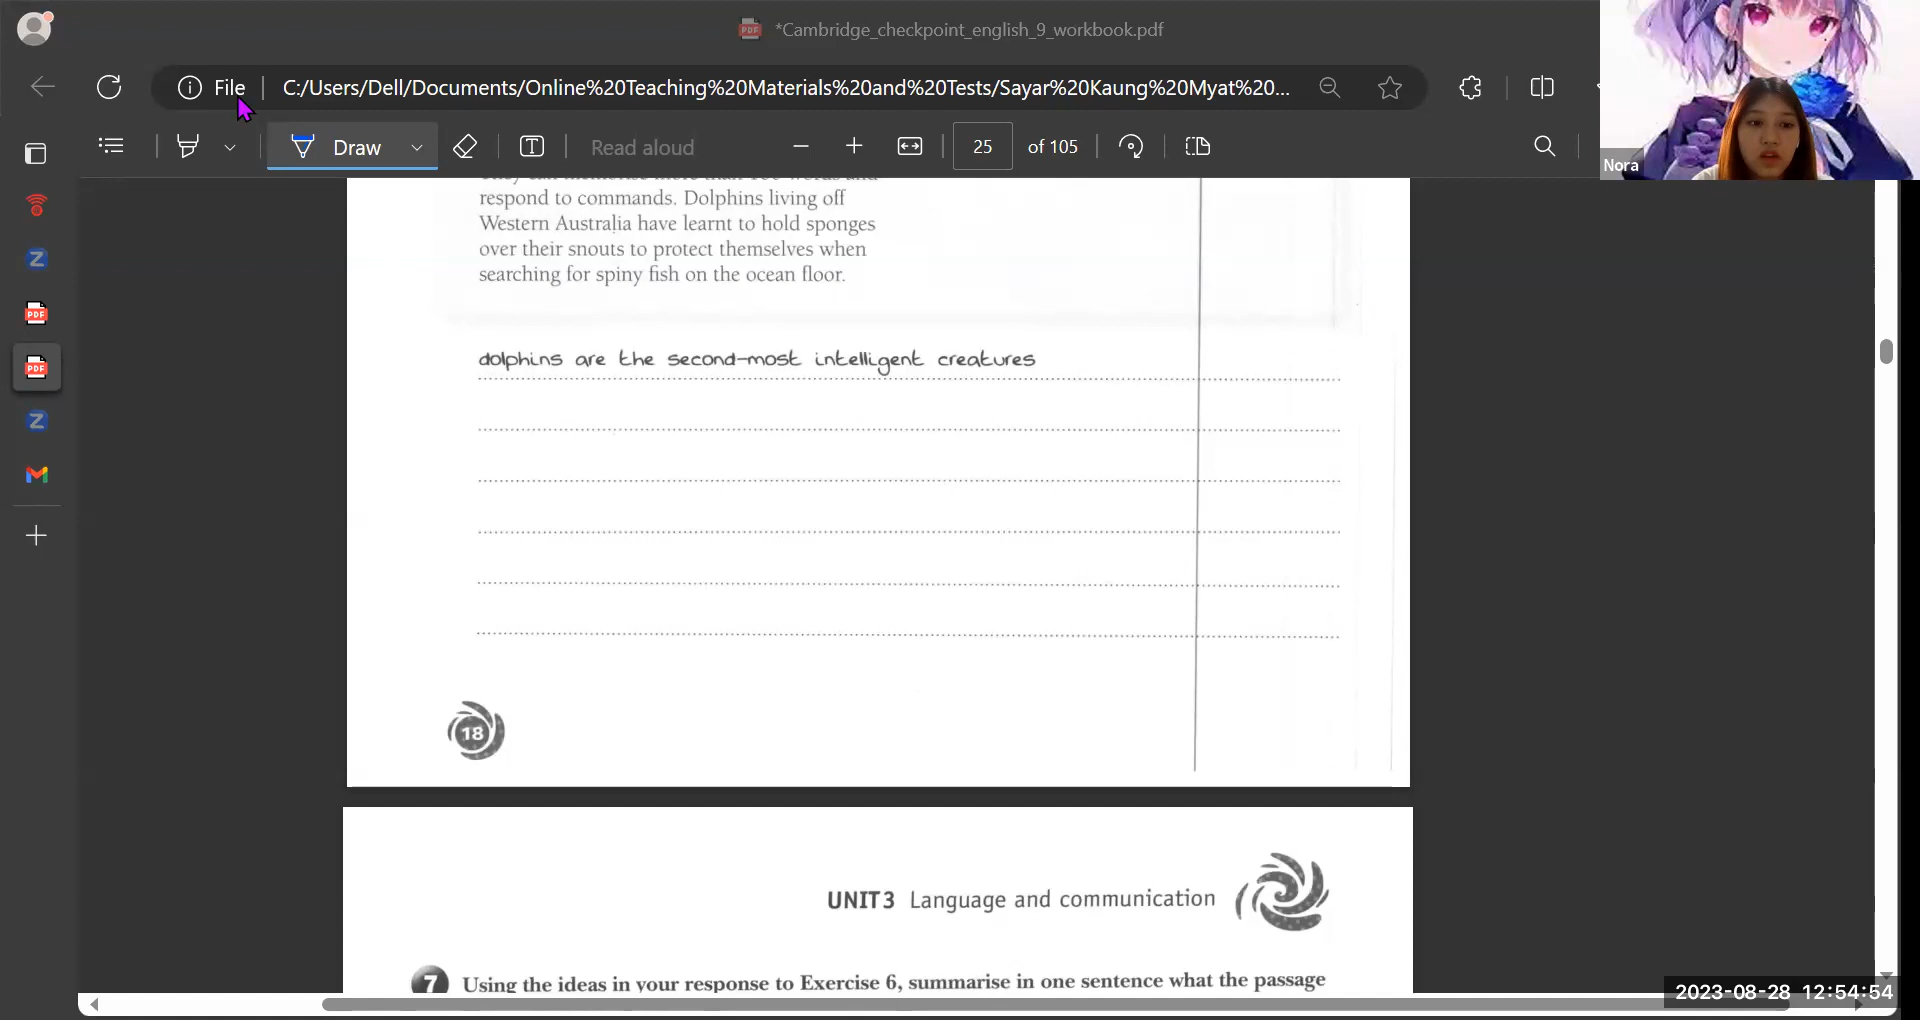 *Cambridge_checkpoint_english_9_workbook.pdf
File
C:/Users/Dell/Documents/Online%20Teaching%20Materials%20and%20Tests/Sayar%20Kaung%20Myat%20...
Draw
Read aloud
25 of 105
Nora
respond to commands. Dolphins living off
Western Australia have learnt to hold sponges
over their snouts to protect themselves when
searching for spiny fish on the ocean floor.
dolphins are the second-most intelligent creatures
18
UNIT 3 Language and communication
7 Using the ideas in your response to Exercise 6, summarise in one sentence what the passage
2023-08-28 12:54:54